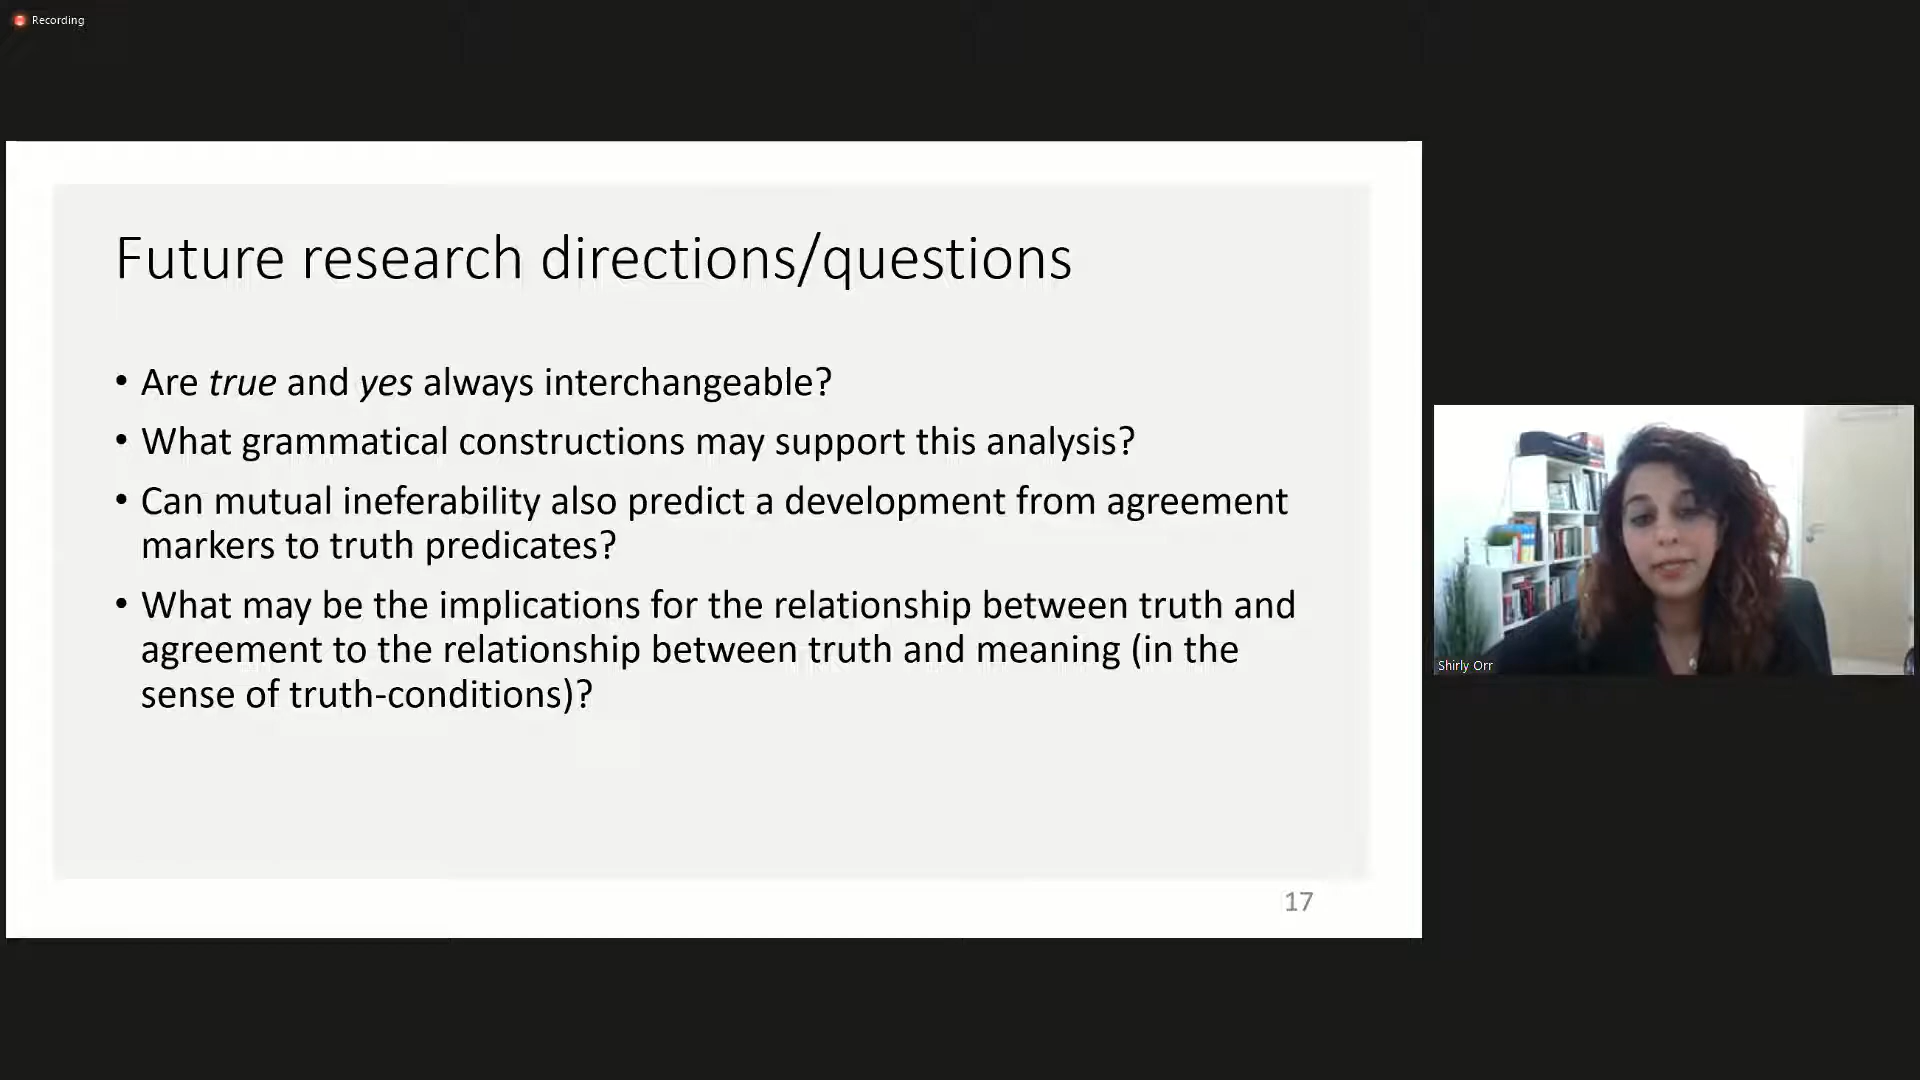 Recording
Future research directions/questions
• Are true and yes always interchangeable?
• What grammatical constructions may support this analysis?
• Can mutual ineferability also predict a development from agreement
markers to truth predicates?
• What may be the implications for the relationship between truth and
agreement to the relationship between truth and meaning (in the
sense of truth-conditions)?
17
Shirly Orr